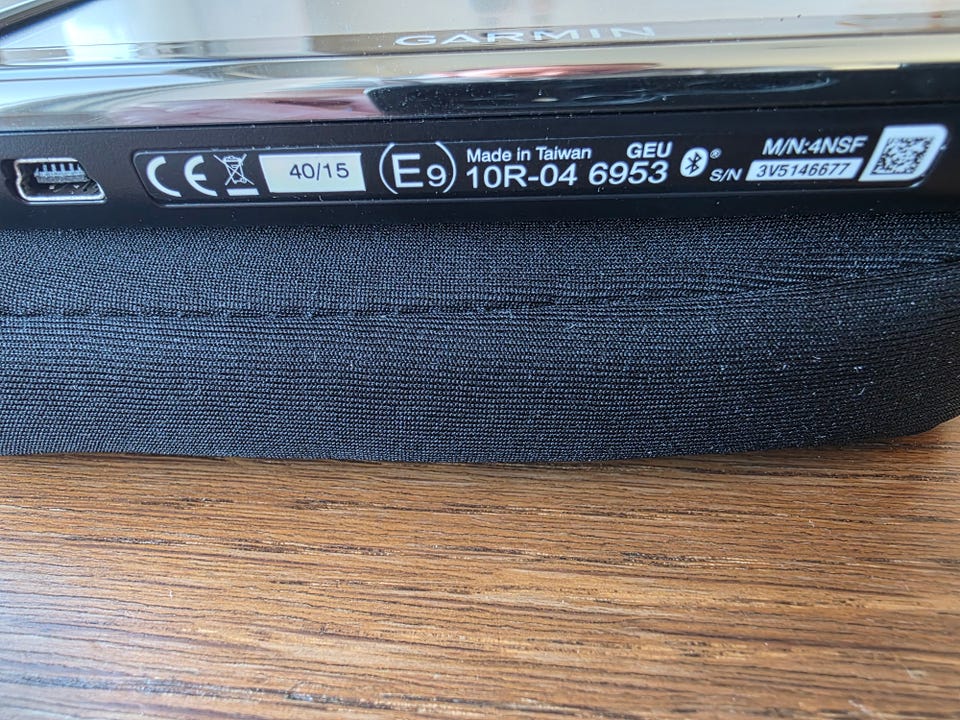 GARMIN
CE 40/15 E9 Made in Taiwan GEU
10R-04 6953
® M/N:4NSF
S/N 3V5146677